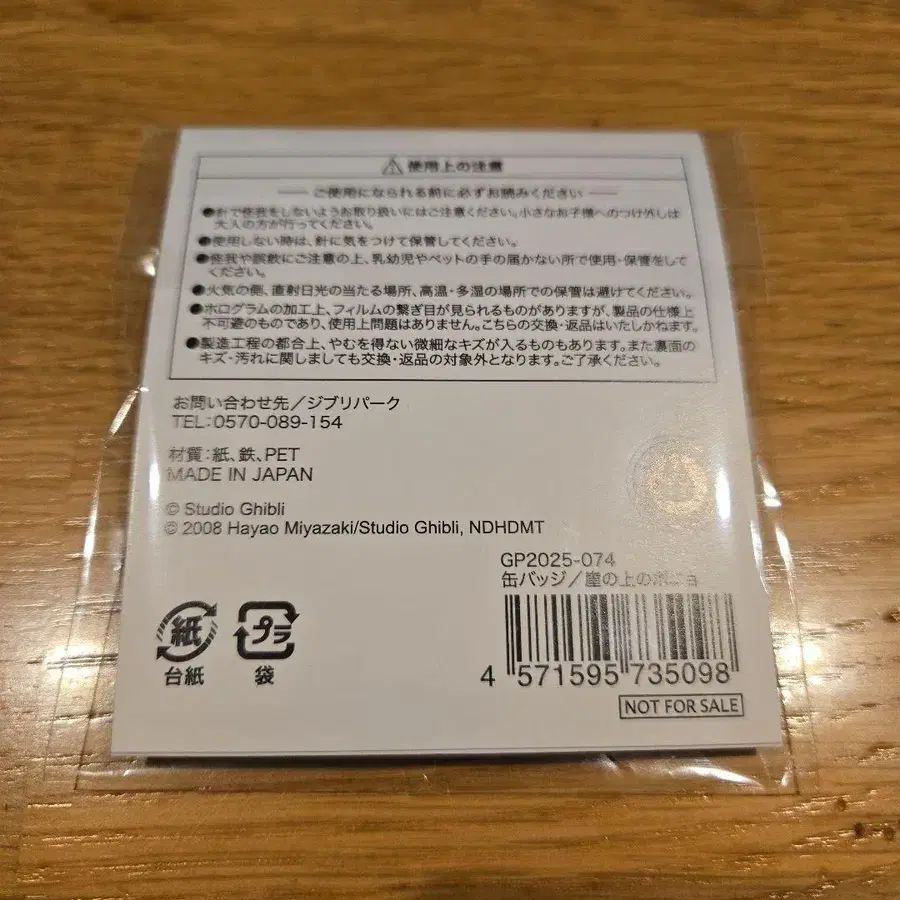 ⚠使用上の注意
ご使用になられる前に必ずお読みください
●針で怪我をしないようお取り扱いにはご注意ください。小さなお子様へのつけ外しは
大人の方が行ってください。
●使用しない時は、針に気をつけて保管してください。
●怪我や誤飲にご注意の上、乳幼児やペットの手の届かない所で使用・保管をして
ください。
●火気の側、直射日光の当たる場所、高温・多湿の場所での保管は避けてください。
●ホログラムの加工上、フィルムの繋ぎ目が見られるものがありますが、製品の仕様上
不可避のものであり、使用上問題はありません。こちらの交換・返品はいたしかねます。
●製造工程の都合上、やむを得ない微細なキズが入るものもあります。また裏面の
キズ・汚れに関しましても交換・返品の対象外となります。ご了承ください。
お問い合わせ先／ジブリパーク
TEL:0570-089-154
材質:紙、鉄、PET
MADE IN JAPAN
© Studio Ghibli
© 2008 Hayao Miyazaki/Studio Ghibli, NDHDMT
GP2025-074
缶バッジ／崖の上のポニョ
紙
台紙
プラ
袋
4 571595 735098
NOT FOR SALE